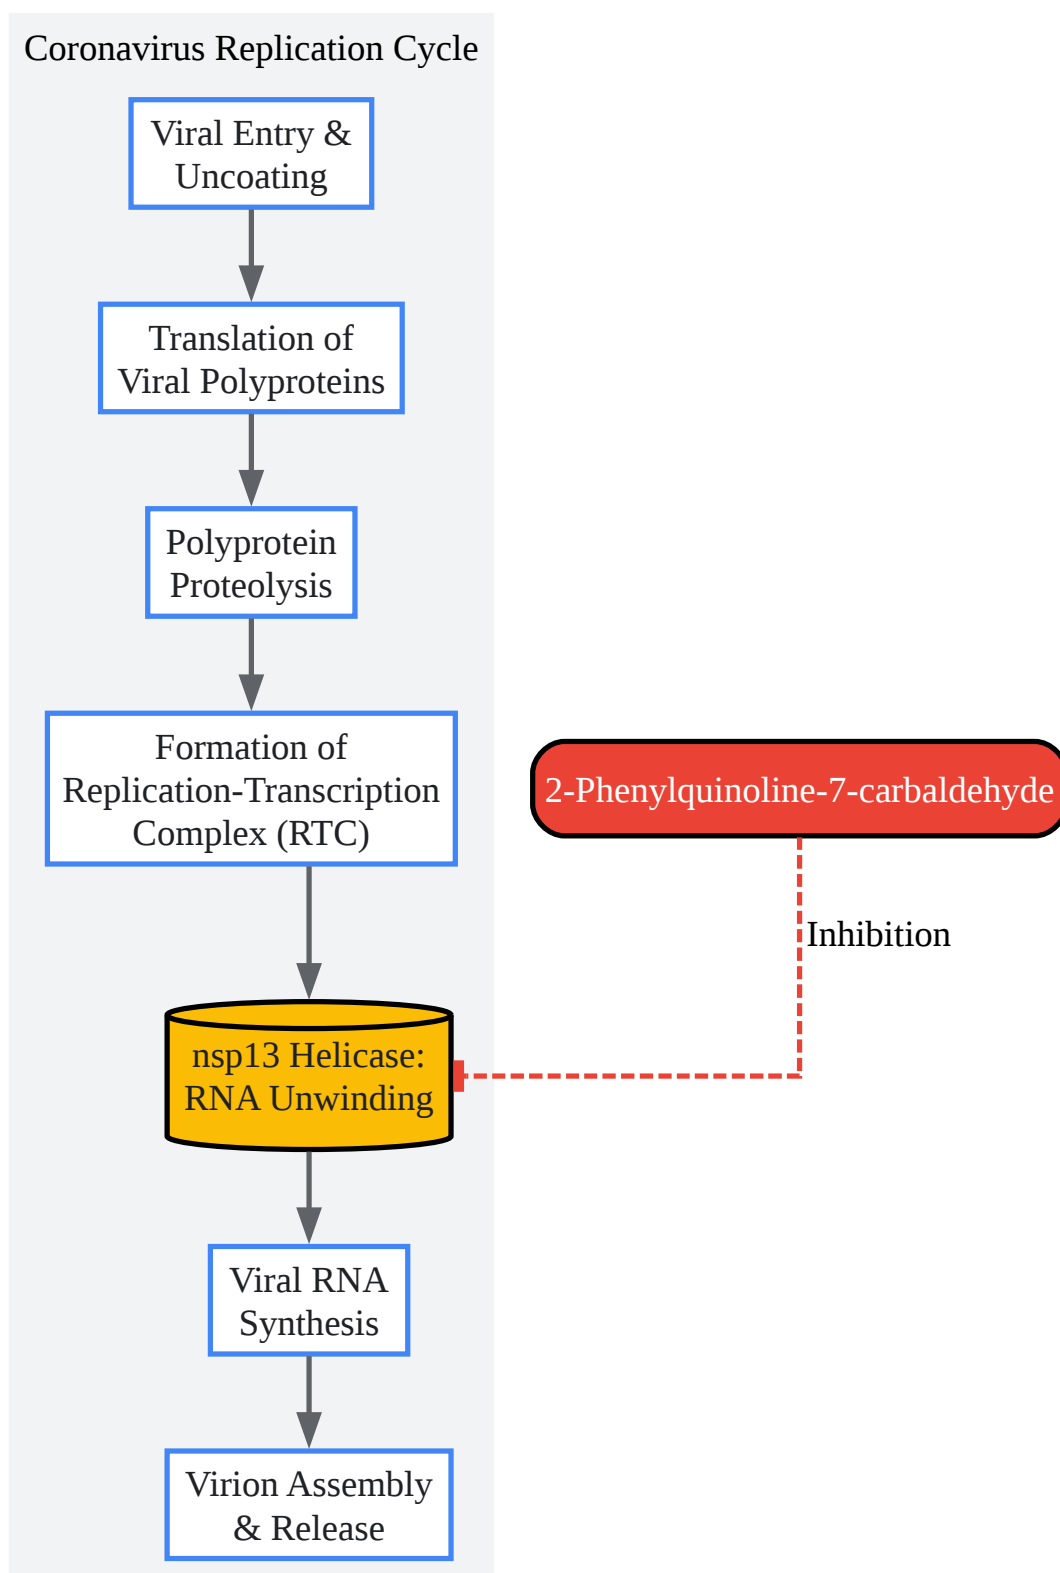 Coronavirus Replication Cycle
Viral Entry &
Uncoating
Translation of
Viral Polyproteins
Polyprotein
Proteolysis
Formation of
Replication-Transcription
Complex (RTC)
2-Phenylquinoline-7-carbaldehyde
Inhibition
nsp13 Helicase:
RNA Unwinding
Viral RNA
Synthesis
Virion Assembly
& Release